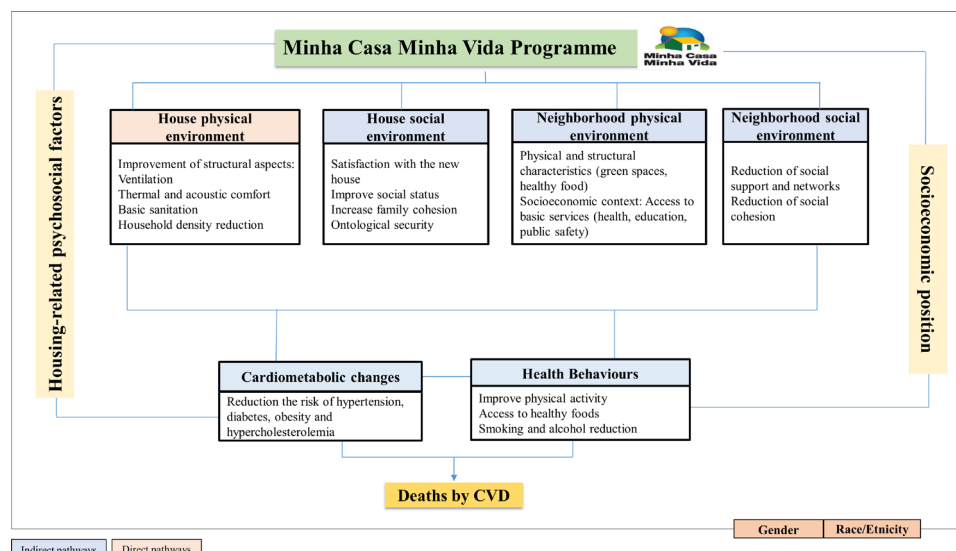 Minha Casa Minha Vida Programme
Minha Casa
Minha Vida
Housing-related psychosocial factors
Socioeconomic position
House physical
environment
Improvement of structural aspects:
Ventilation
Thermal and acoustic comfort
Basic sanitation
Household density reduction
House social
environment
Satisfaction with the new
house
Improve social status
Increase family cohesion
Ontological security
Neighborhood physical
environment
Physical and structural
characteristics (green spaces,
healthy food)
Socioeconomic context: Access to
basic services (health, education,
public safety)
Neighborhood social
environment
Reduction of social
support and networks
Reduction of social
cohesion
Cardiometabolic changes
Reduction the risk of hypertension,
diabetes, obesity and
hypercholesterolemia
Health Behaviours
Improve physical activity
Access to healthy foods
Smoking and alcohol reduction
Deaths by CVD
Gender
Race/Etnicity
Indirect pathways
Direct pathways